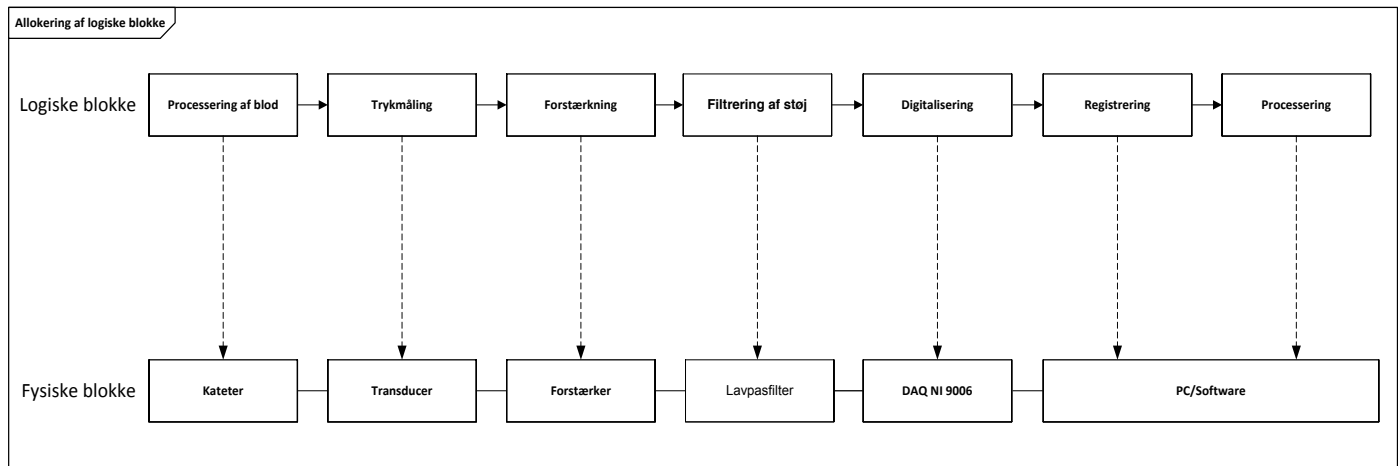 Allokering af logiske blokke
Logiske blokke
Processering af blod
Trykmåling
Forstærkning
Filtrering af støj
Digitalisering
Registrering
Processering
Fysiske blokke
Kateter
Transducer
Forstærker
Lavpasfilter
DAQ NI 9006
PC/Software